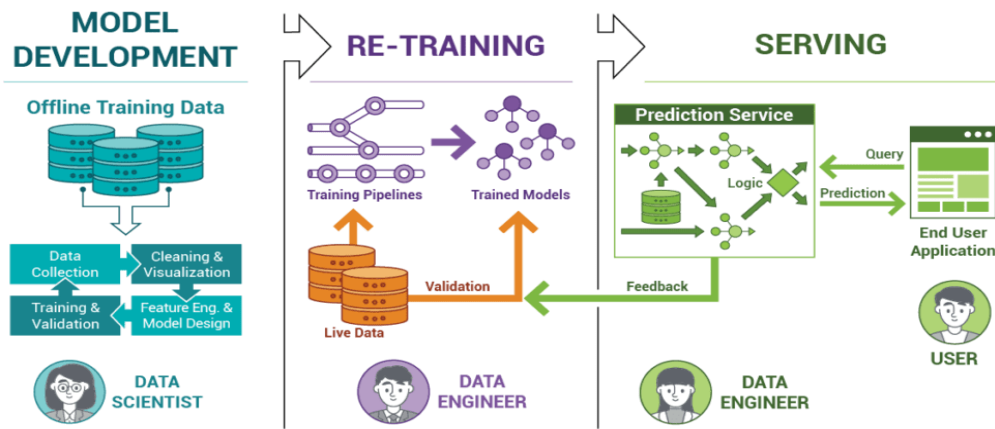 MODEL
DEVELOPMENT
Offline Training Data
Data
Collection
Cleaning &
Visualization
Training &
Validation
Feature Eng. &
Model Design
DATA
SCIENTIST
RE-TRAINING
Training Pipelines
Trained Models
Validation
Live Data
DATA
ENGINEER
SERVING
Prediction Service
Logic
Query
Prediction
End User
Application
Feedback
USER
DATA
ENGINEER